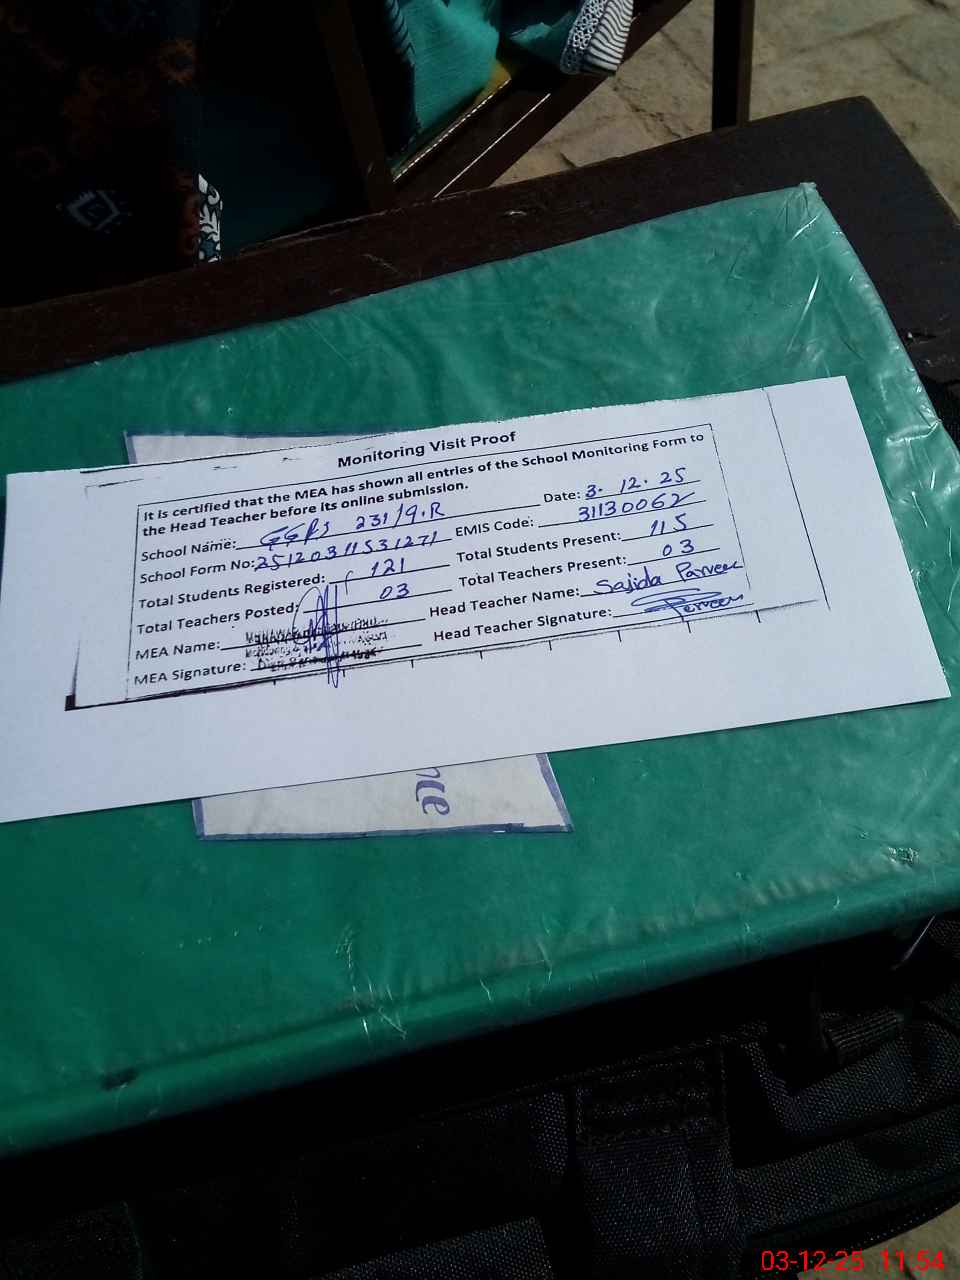 Monitoring Visit Proof
It is certified that the MEA has shown all entries of the School Monitoring Form to
the Head Teacher before its online submission.
Date: 3. 12. 25
School Name: GGPS 231/9.R
EMIS Code: 31130062
School Form No: 25120311531271
Total Students Present: 115
Total Students Registered: 121
Total Teachers Present: 03
Total Teachers Posted: 03
Head Teacher Name: Sajida Parveen
MEA Name:
Head Teacher Signature: Perveen
MEA Signature:
nce
03-12-25 11:54